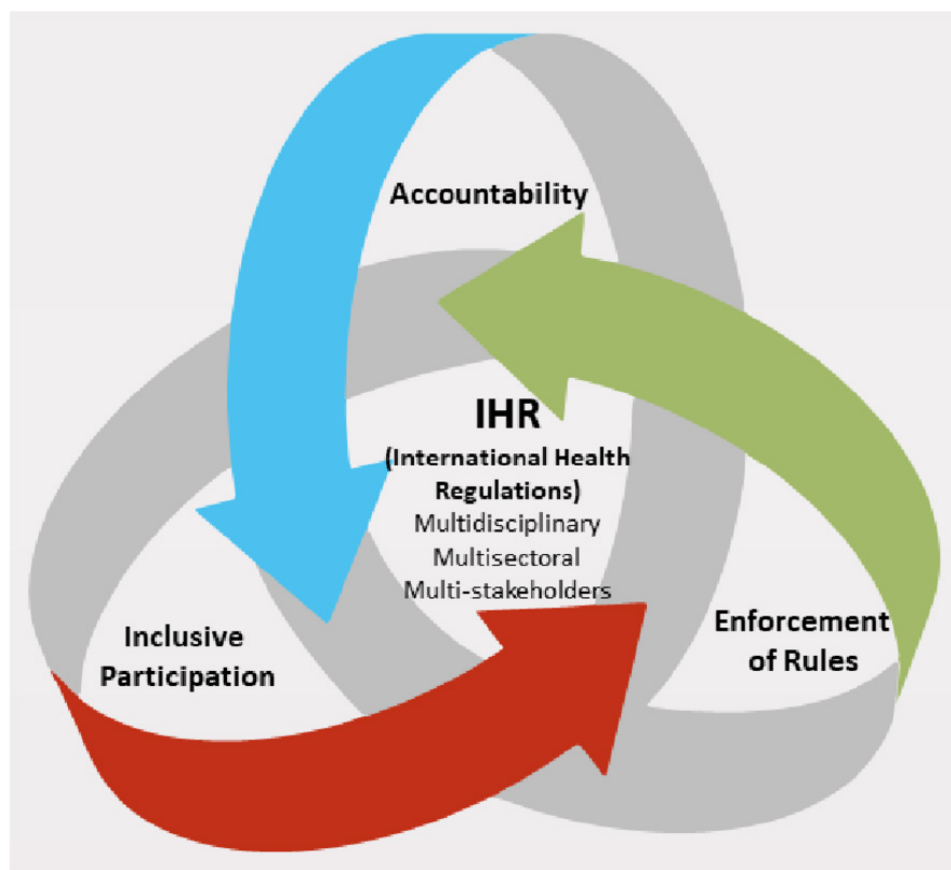 Accountability
IHR
(International Health
Regulations)
Multidisciplinary
Multisectoral
Multi-stakeholders
Inclusive
Participation
Enforcement
of Rules